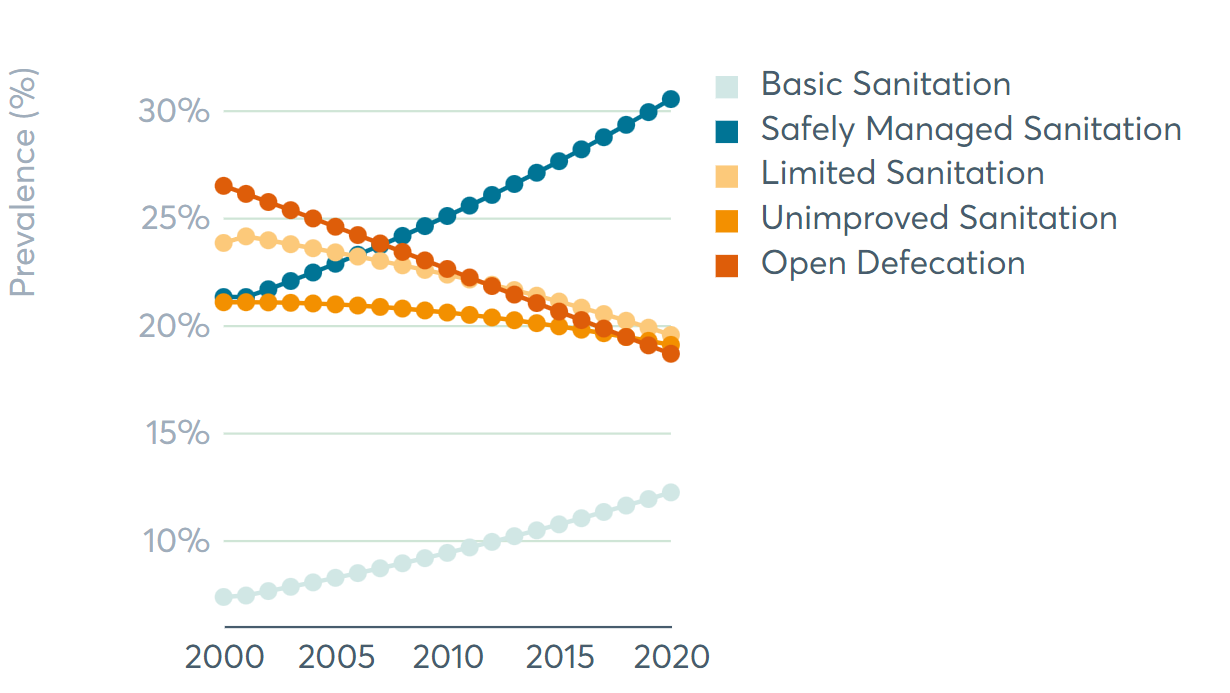 Prevalence (%)
30%
25%
20%
15%
10%
2000 2005 2010 2015 2020
Basic Sanitation
Safely Managed Sanitation
Limited Sanitation
Unimproved Sanitation
Open Defecation